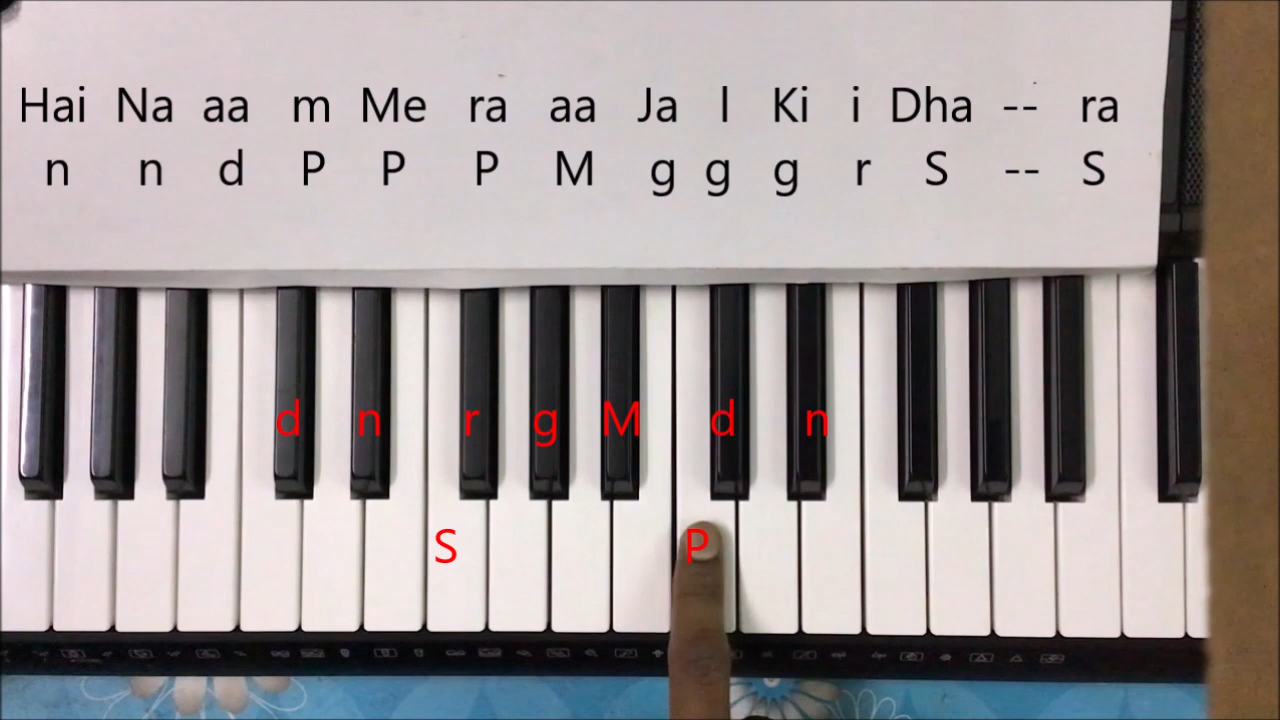 Hai Na aa m Me ra aa Ja l Ki i Dha -- ra
n n d P P P M g g g r S -- S
d n r g M d n
S P